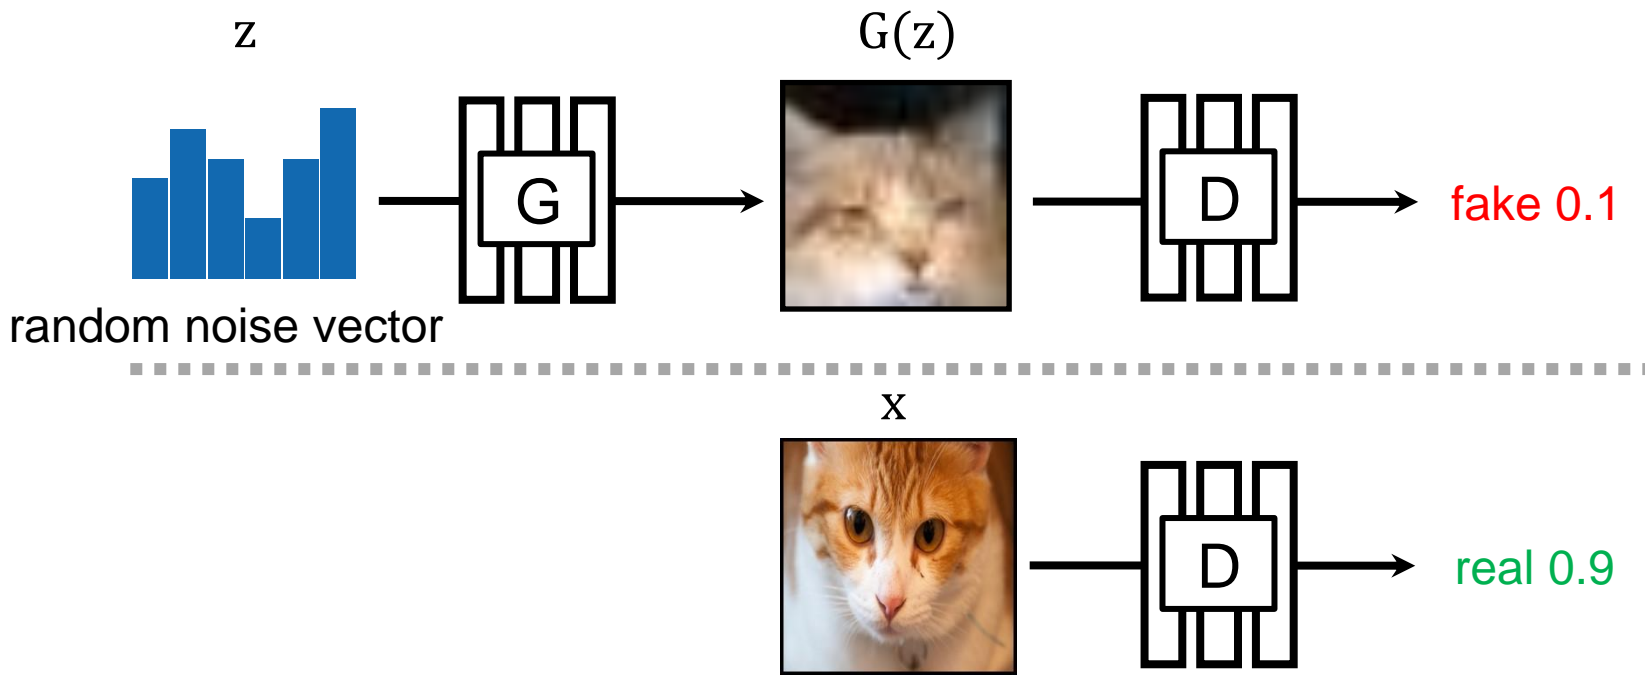 z
G(z)
G
D
fake 0.1
random noise vector
x
D
real 0.9